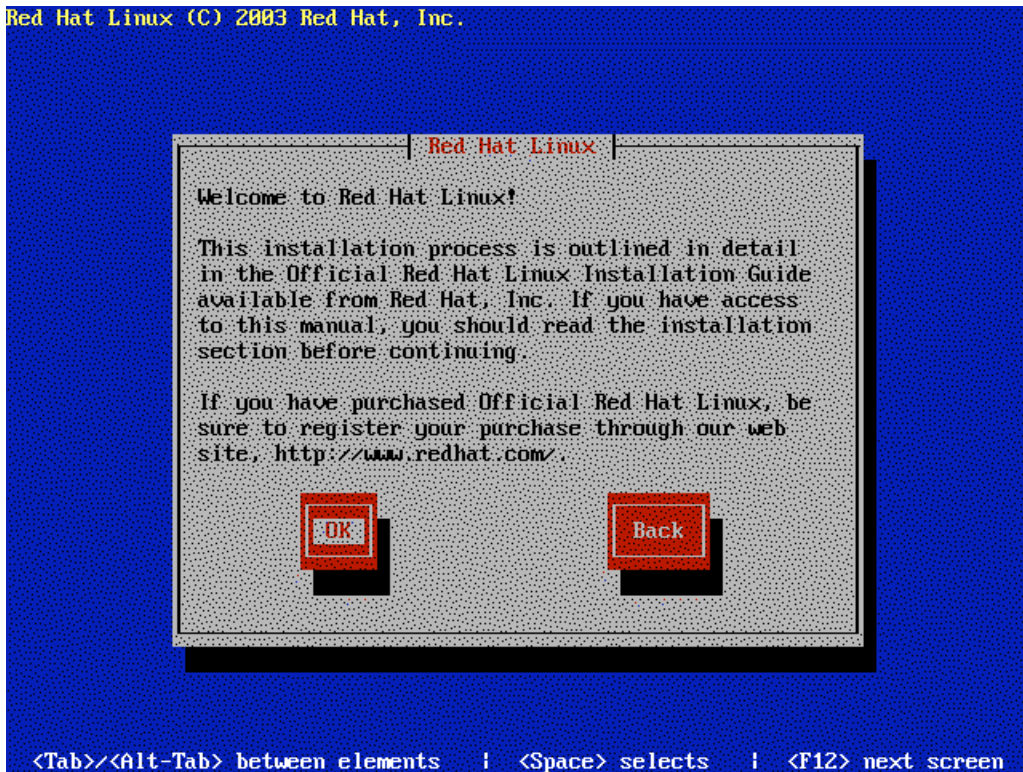 Red Hat Linux (C) 2003 Red Hat, Inc.
Red Hat Linux
Welcome to Red Hat Linux!
This installation process is outlined in detail
in the Official Red Hat Linux Installation Guide
available from Red Hat, Inc. If you have access
to this manual, you should read the installation
section before continuing.
If you have purchased Official Red Hat Linux, be
sure to register your purchase through our web
site, http://www.redhat.com/.
OK Back
<Tab>/<Alt-Tab> between elements | <Space> selects | <F12> next screen